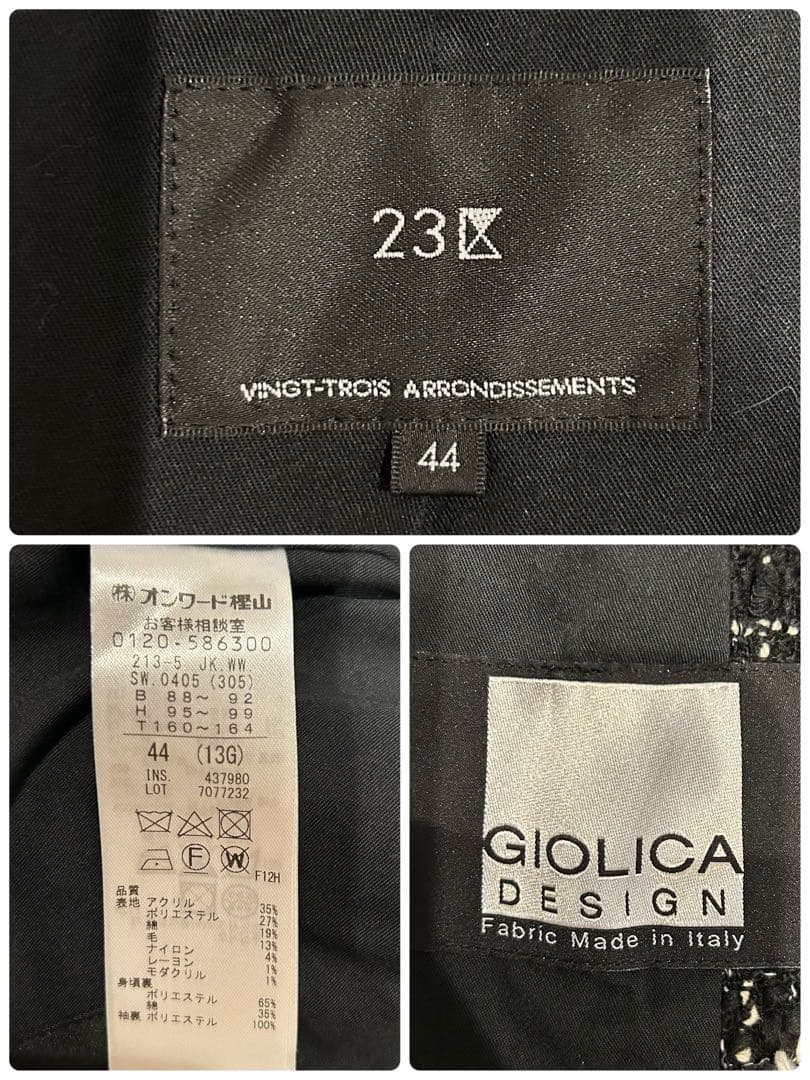 23区
VINGT-TROIS ARRONDISSEMENTS
44
(株)オンワード樫山
お客様相談室
0120-586300
213-5 JK.WW
SW.0405 (305)
B 88～ 92
H 95～ 99
T160～164
44 (13G)
INS. 437980
LOT 7077232
F W
F12H
品質
表地 アクリル 35%
ポリエステル 27%
綿 19%
毛 13%
ナイロン 4%
レーヨン 1%
モダクリル 1%
身頃裏
ポリエステル 65%
綿 35%
袖裏 ポリエステル 100%
GIOLICA
DESIGN
Fabric Made in Italy